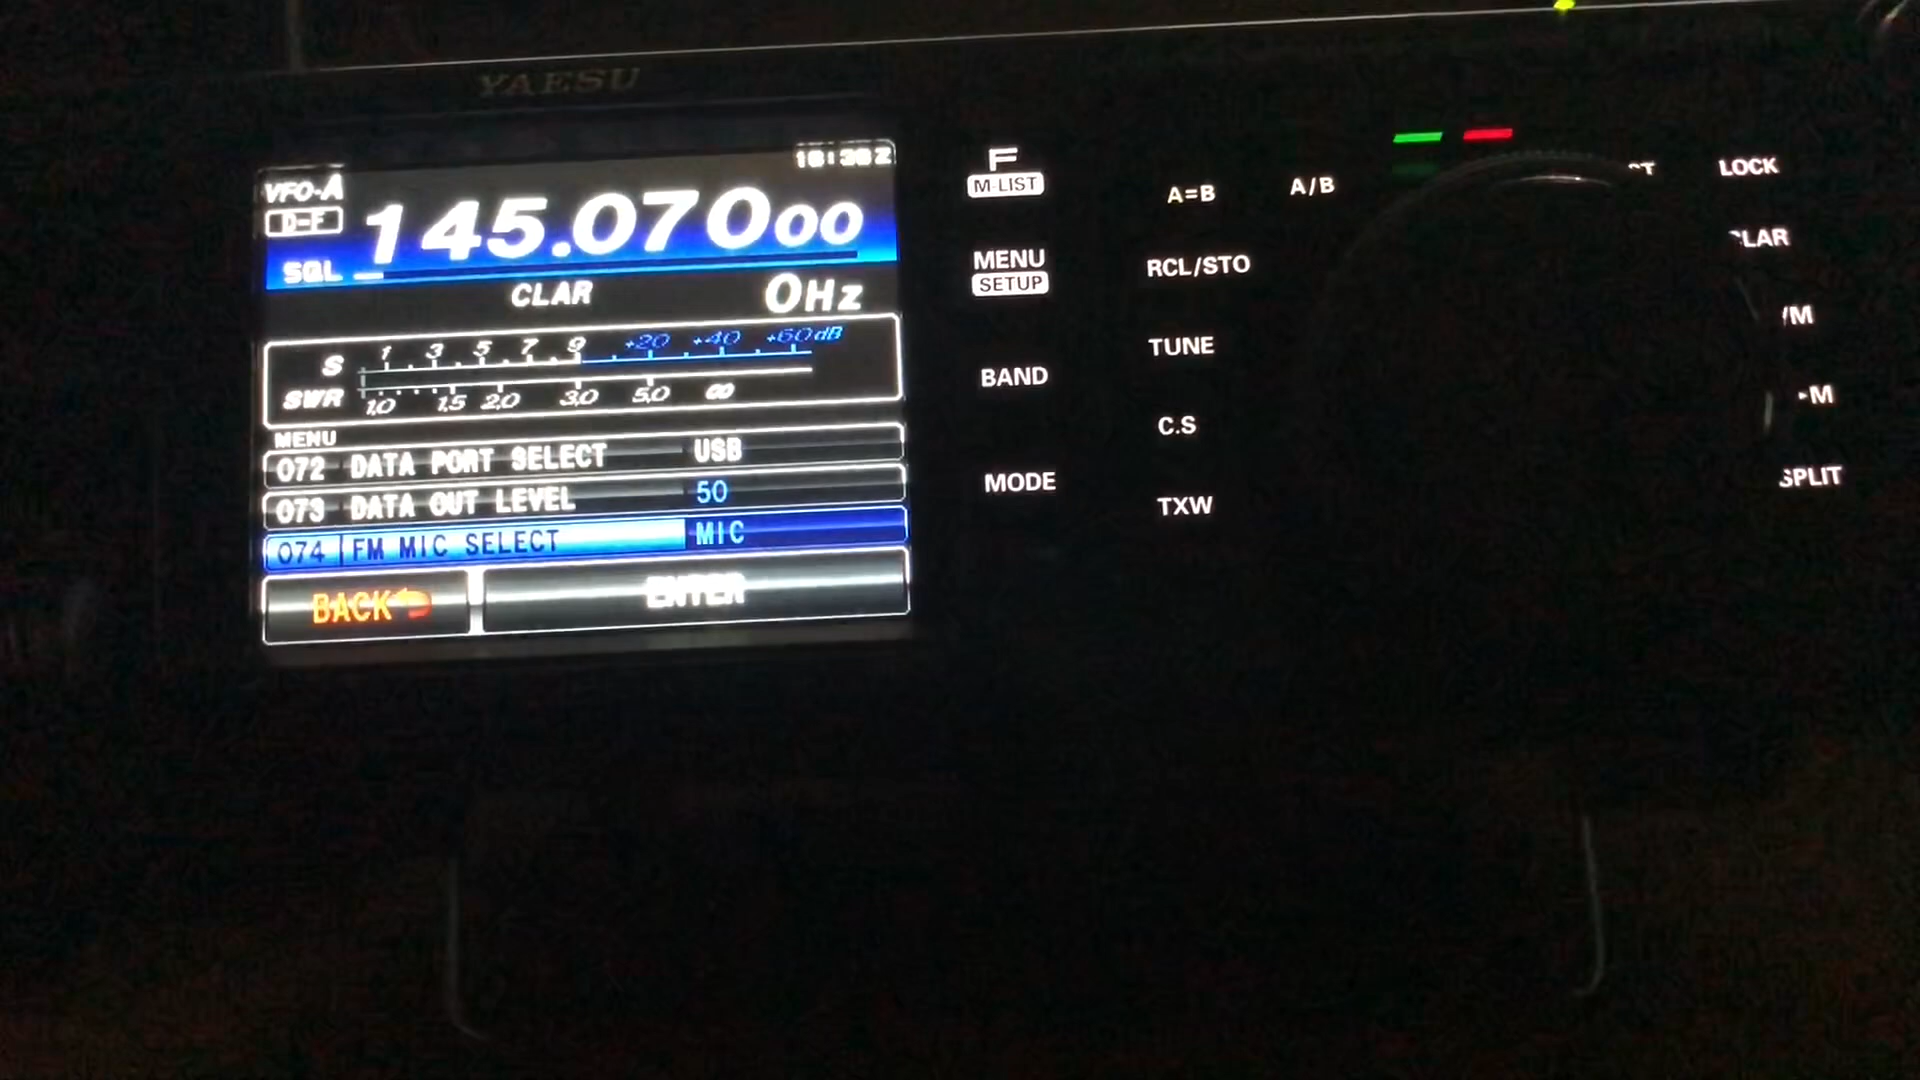 YAESU
VFO-A
D-F
145.07000
SQL
CLAR 0Hz
S 1 3 5 7 9 +20 +40 +60dB
SWR 1.0 1.5 2.0 3.0 5.0 ∞
MENU
072 DATA PORT SELECT USB
073 DATA OUT LEVEL 50
074 FM MIC SELECT MIC
BACK ENTER
F
M-LIST
MENU
SETUP
BAND
MODE
A=B A/B
RCL/STO
TUNE
C.S
TXW
LOCK
CLAR
SPLIT